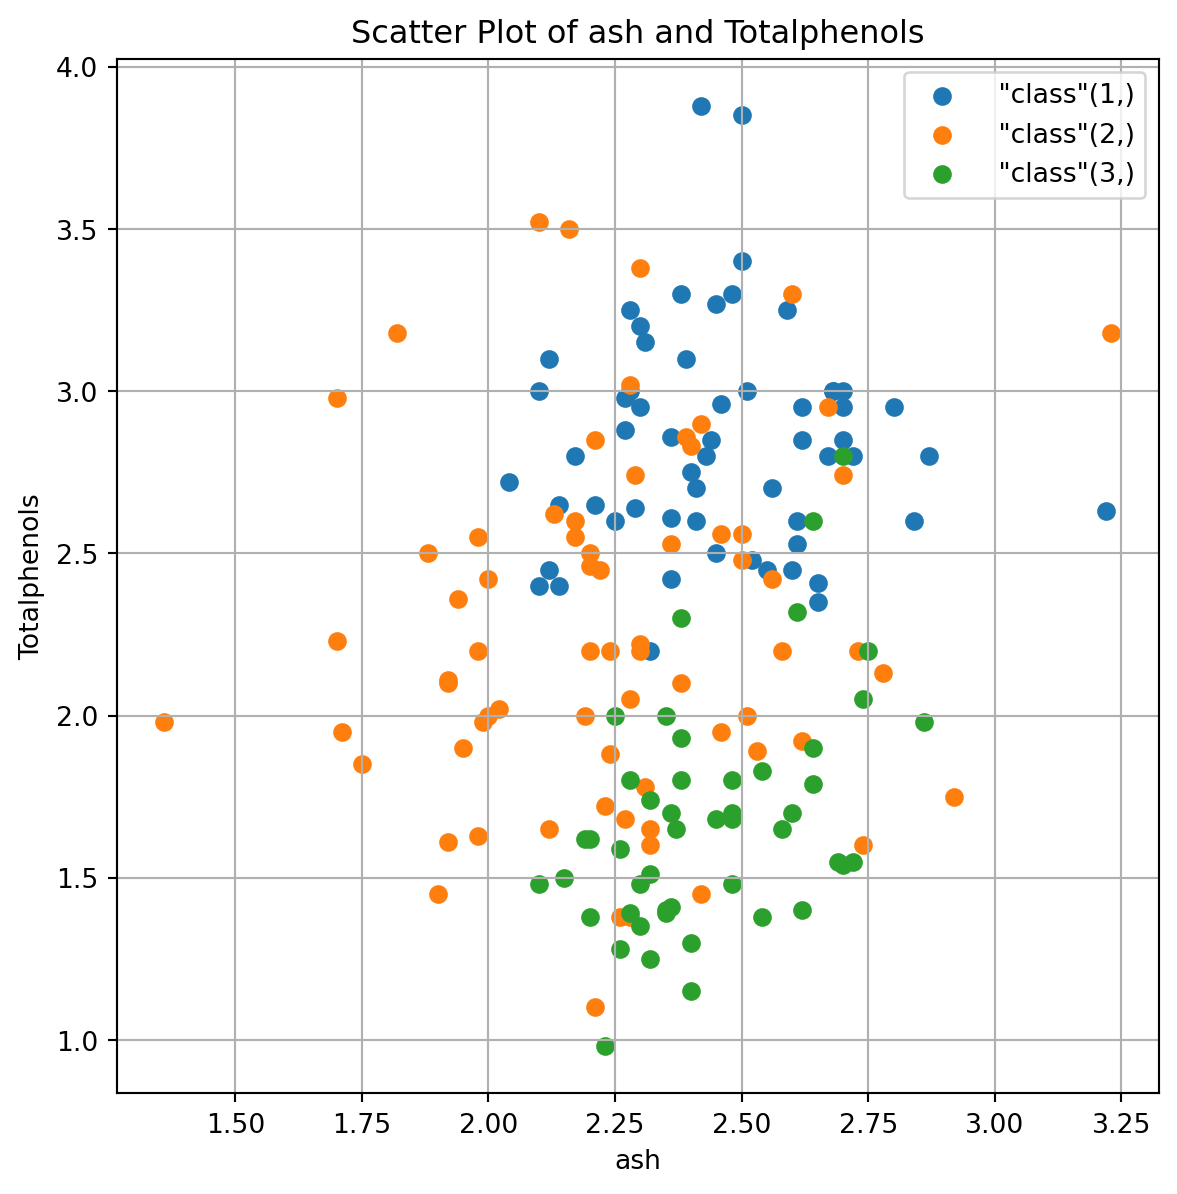 Scatter Plot of ash and Totalphenols
"class"(1,)
"class"(2,)
"class"(3,)
Totalphenols
4.0
3.5
3.0
2.5
2.0
1.5
1.0
1.50 1.75 2.00 2.25 2.50 2.75 3.00 3.25
ash